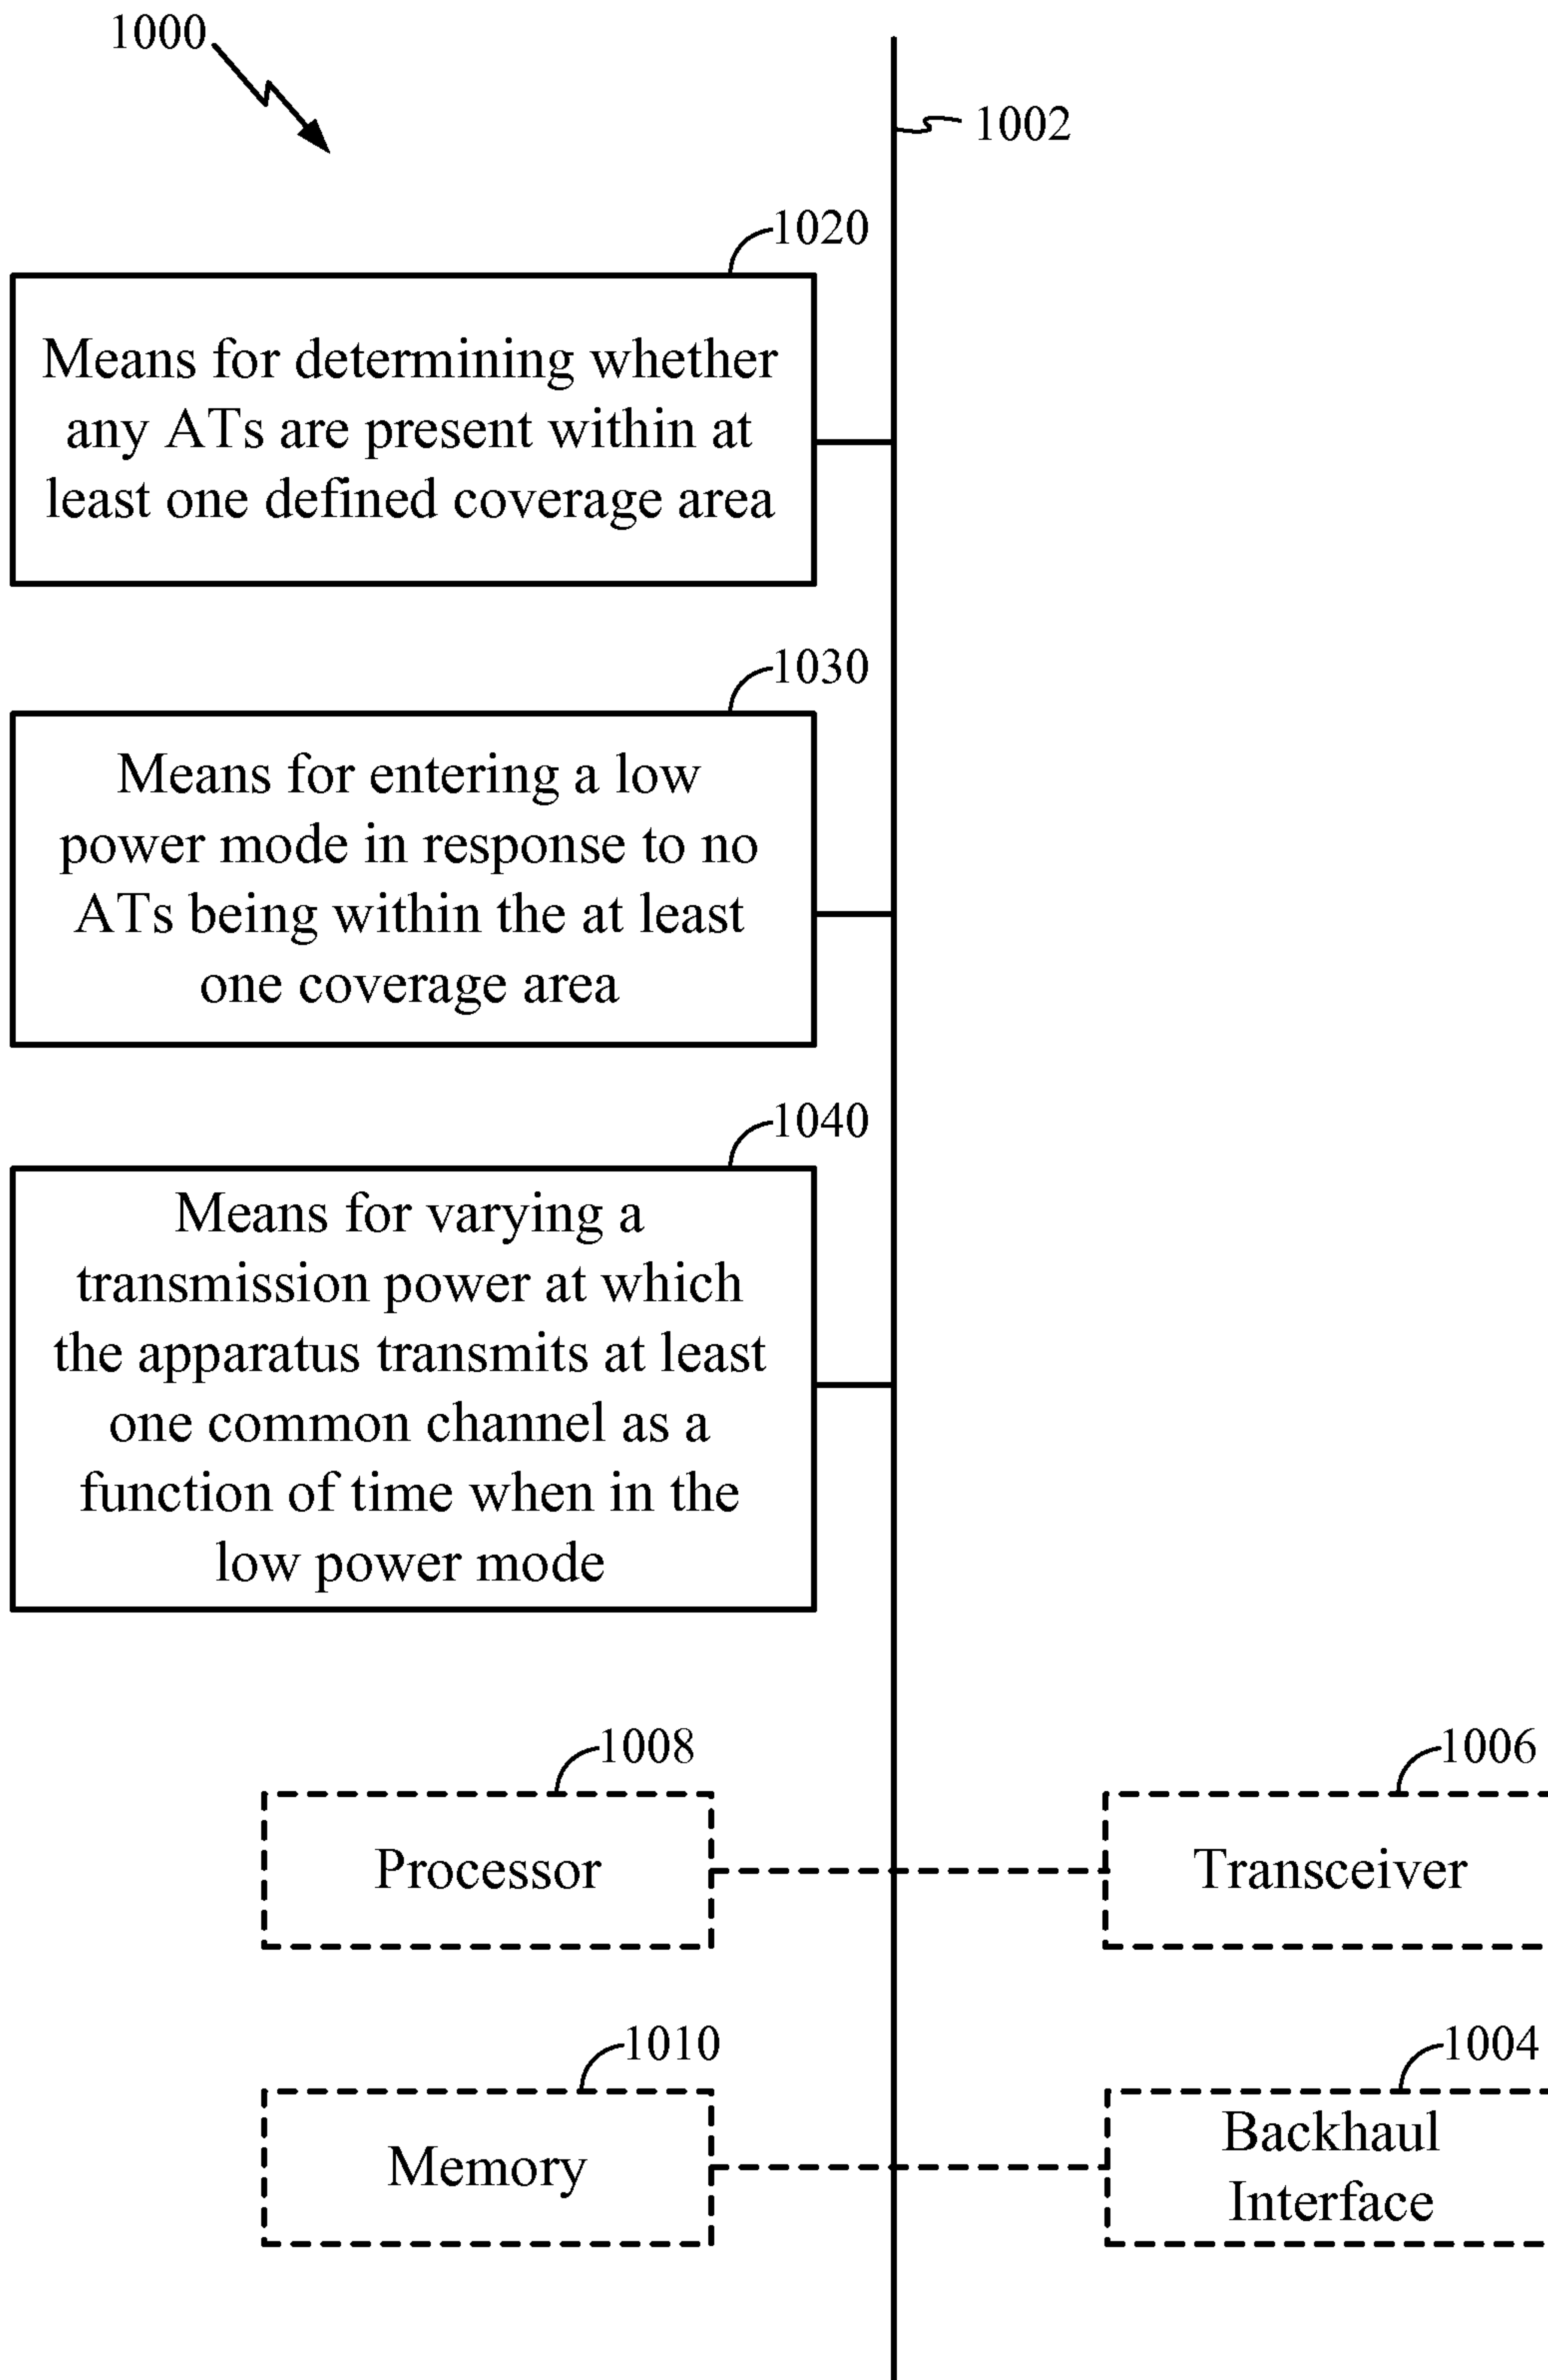 1000
1002
1020
Means for determining whether
any ATs are present within at
least one defined coverage area
1030
Means for entering a low
power mode in response to no
ATs being within the at least
one coverage area
1040
Means for varying a
transmission power at which
the apparatus transmits at least
one common channel as a
function of time when in the
low power mode
1008
Processor
1006
Transceiver
1010
Memory
1004
Backhaul
Interface